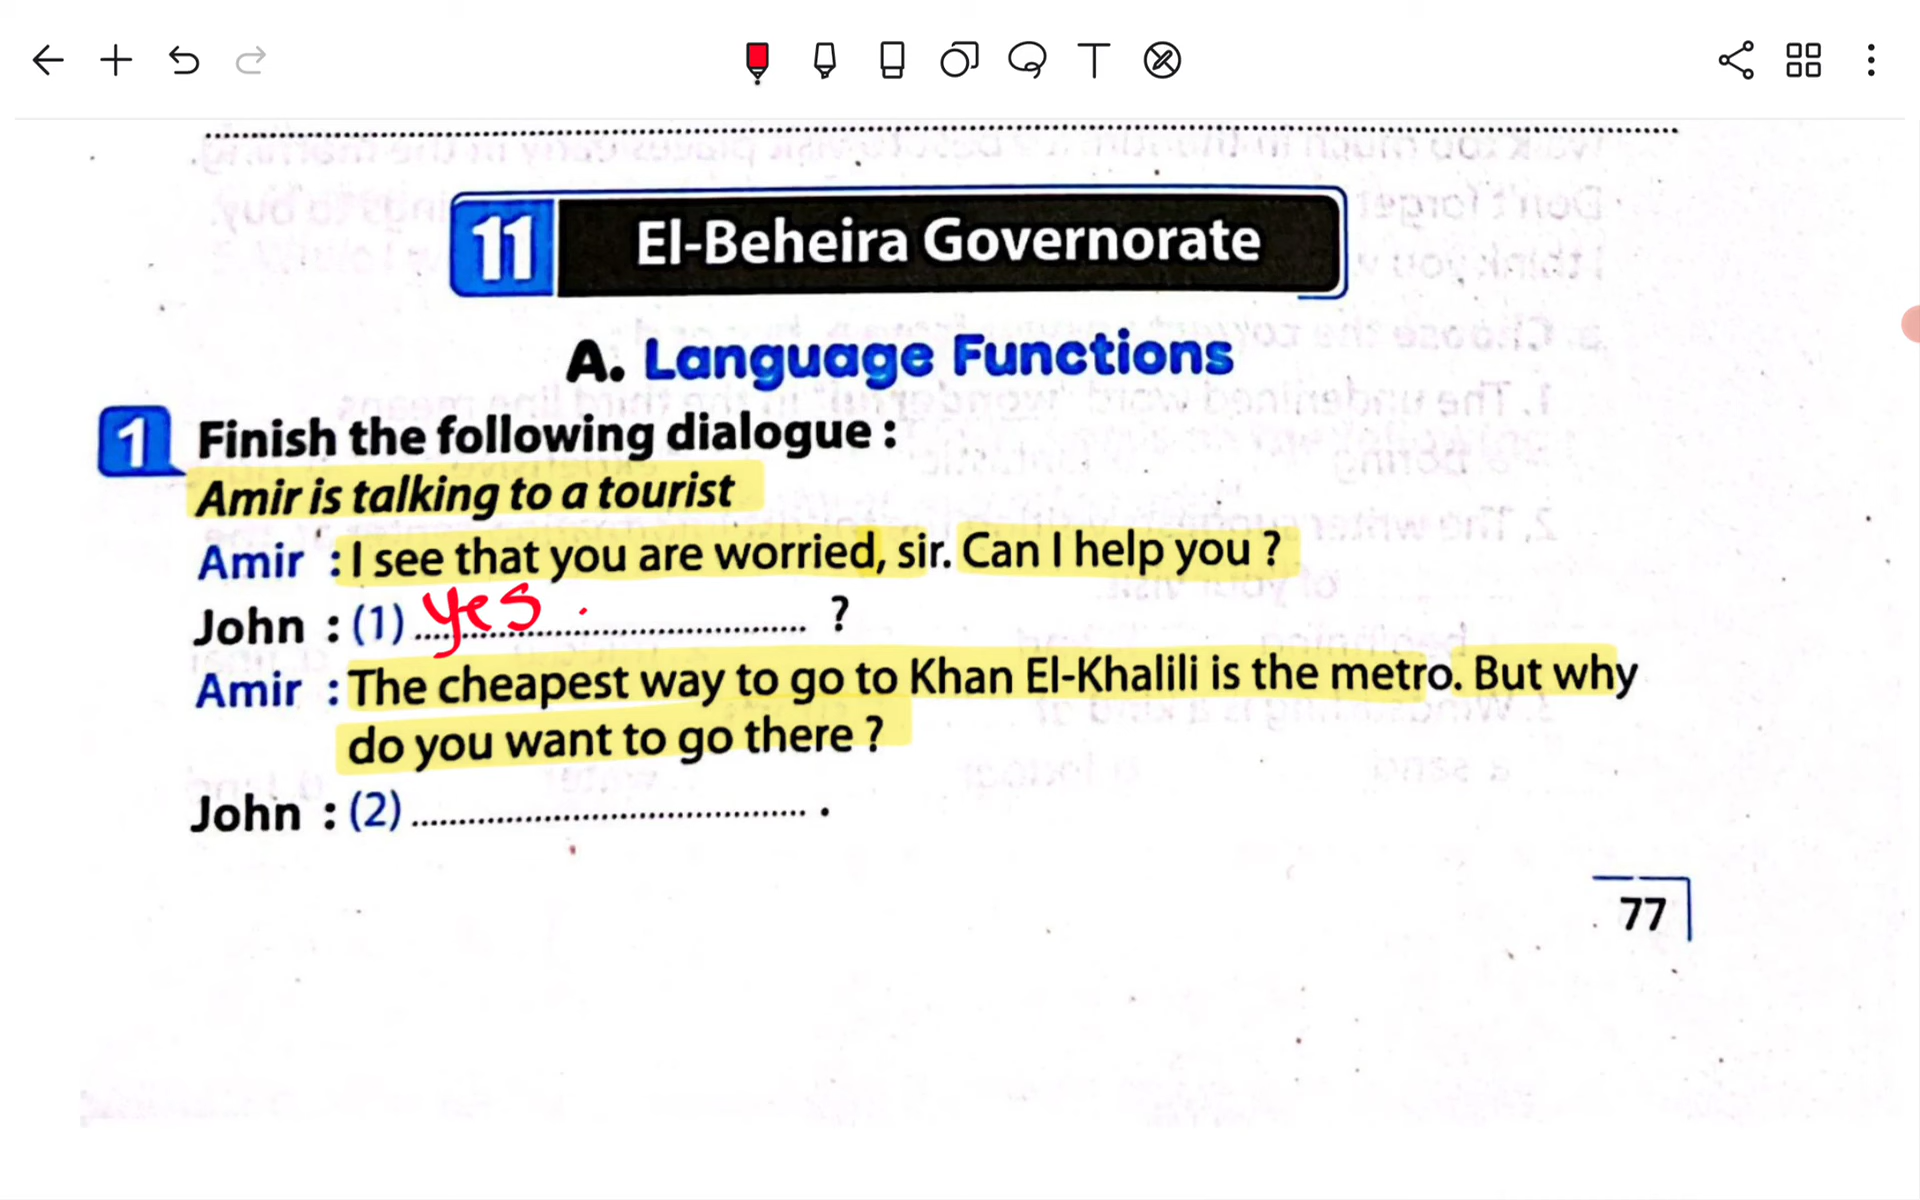 11 El-Beheira Governorate
A. Language Functions
1 Finish the following dialogue :
Amir is talking to a tourist
Amir : I see that you are worried, sir. Can I help you ?
John : (1) yes . ?
Amir : The cheapest way to go to Khan El-Khalili is the metro. But why
do you want to go there ?
John : (2) .
77